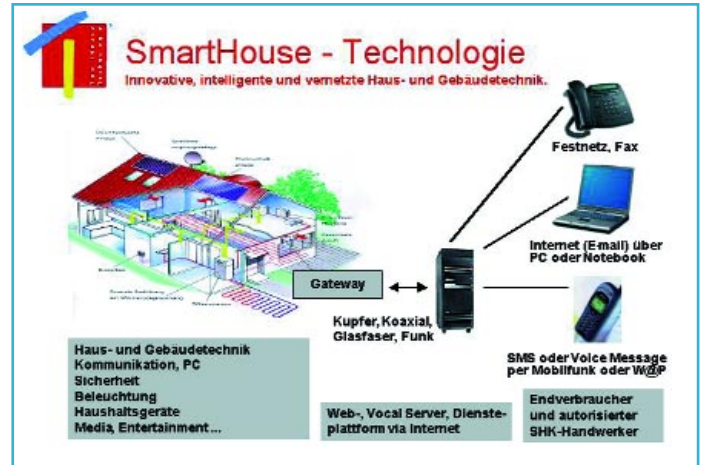 SmartHouse - Technologie
Innovative, intelligente und vernetzte Haus- und Gebäudetechnik.
Festnetz, Fax
Internet (E-mail) über
PC oder Notebook
Gateway
Kupfer, Koaxial,
Glasfaser, Funk
SMS oder Voice Message
per Mobilfunk oder W@P
Haus- und Gebäudetechnik
Kommunikation, PC
Sicherheit
Beleuchtung
Haushaltsgeräte
Media, Entertainment...
Web-, Vocal Server, Dienste-
plattform via Internet
Endverbraucher
und autorisierter
SHK-Handwerker